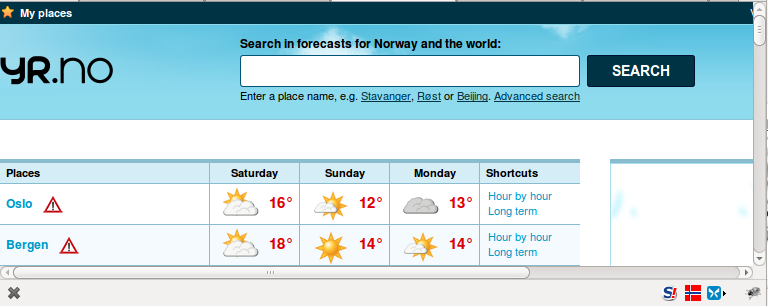 My places
Search in forecasts for Norway and the world:
YR.no
SEARCH
Enter a place name, e.g. Stavanger, Røst or Beijing. Advanced search
Places Saturday Sunday Monday Shortcuts
Oslo 16° 12° 13° Hour by hour
Long term
Bergen 18° 14° 14° Hour by hour
Long term
S!